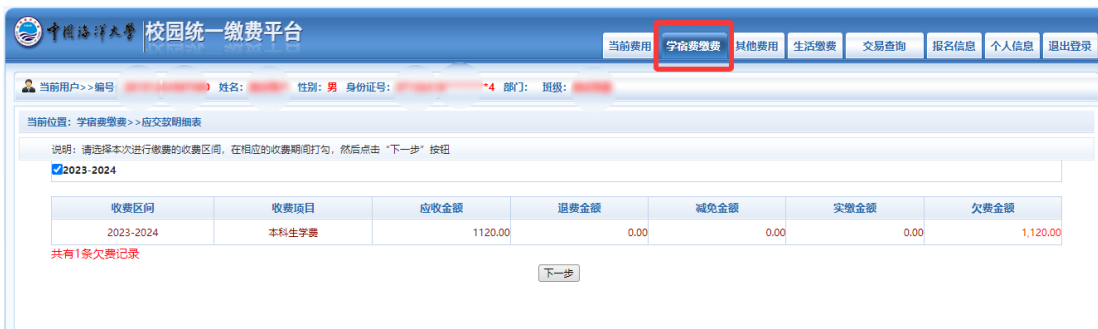 中国海洋大学 校园统一缴费平台
当前费用 学宿费缴费 其他费用 生活缴费 交易查询 报名信息 个人信息 退出登录
当前用户>>编号 姓名: 性别: 男 身份证号: *4 部门: 班级:
当前位置: 学宿费缴费>>应交款明细表
说明: 请选择本次进行缴费的收费区间, 在相应的收费期间打勾, 然后点击 “下一步” 按钮
2023-2024
收费区间 收费项目 应收金额 退费金额 减免金额 实缴金额 欠费金额
2023-2024 本科生学费 1120.00 0.00 0.00 0.00 1,120.00
共有1条欠费记录
下一步